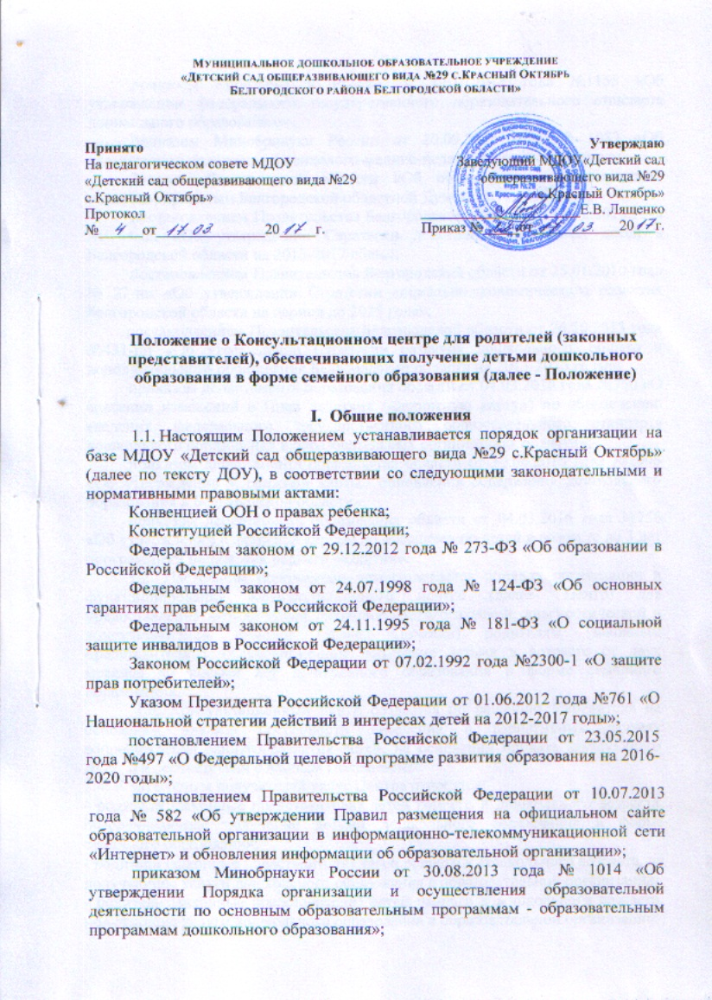 МУНИЦИПАЛЬНОЕ ДОШКОЛЬНОЕ ОБРАЗОВАТЕЛЬНОЕ УЧРЕЖДЕНИЕ
«ДЕТСКИЙ САД ОБЩЕРАЗВИВАЮЩЕГО ВИДА №29 С.КРАСНЫЙ ОКТЯБРЬ
БЕЛГОРОДСКОГО РАЙОНА БЕЛГОРОДСКОЙ ОБЛАСТИ»
Принято
На педагогическом совете МДОУ
«Детский сад общеразвивающего вида №29
с.Красный Октябрь»
Протокол
№ 4 от 17.03 20 17 г.
Утверждаю
Заведующий МДОУ«Детский сад
общеразвивающего вида №29
с.Красный Октябрь»
Е.В. Лященко
Приказ № от 03 2017г.
Положение о Консультационном центре для родителей (законных
представителей), обеспечивающих получение детьми дошкольного
образования в форме семейного образования (далее - Положение)
I. Общие положения
1.1. Настоящим Положением устанавливается порядок организации на
базе МДОУ «Детский сад общеразвивающего вида №29 с.Красный Октябрь»
(далее по тексту ДОУ), в соответствии со следующими законодательными и
нормативными правовыми актами:
Конвенцией ООН о правах ребенка;
Конституцией Российской Федерации;
Федеральным законом от 29.12.2012 года № 273-ФЗ «Об образовании в
Российской Федерации»;
Федеральным законом от 24.07.1998 года № 124-ФЗ «Об основных
гарантиях прав ребенка в Российской Федерации»;
Федеральным законом от 24.11.1995 года № 181-ФЗ «О социальной
защите инвалидов в Российской Федерации»;
Законом Российской Федерации от 07.02.1992 года №2300-1 «О защите
прав потребителей»;
Указом Президента Российской Федерации от 01.06.2012 года №761 «О
Национальной стратегии действий в интересах детей на 2012-2017 годы»;
постановлением Правительства Российской Федерации от 23.05.2015
года №497 «О Федеральной целевой программе развития образования на 2016-
2020 годы»;
постановлением Правительства Российской Федерации от 10.07.2013
года № 582 «Об утверждении Правил размещения на официальном сайте
образовательной организации в информационно-телекоммуникационной сети
«Интернет» и обновления информации об образовательной организации»;
приказом Минобрнауки России от 30.08.2013 года № 1014 «Об
утверждении Порядка организации и осуществления образовательной
деятельности по основным образовательным программам - образовательным
программам дошкольного образования»;